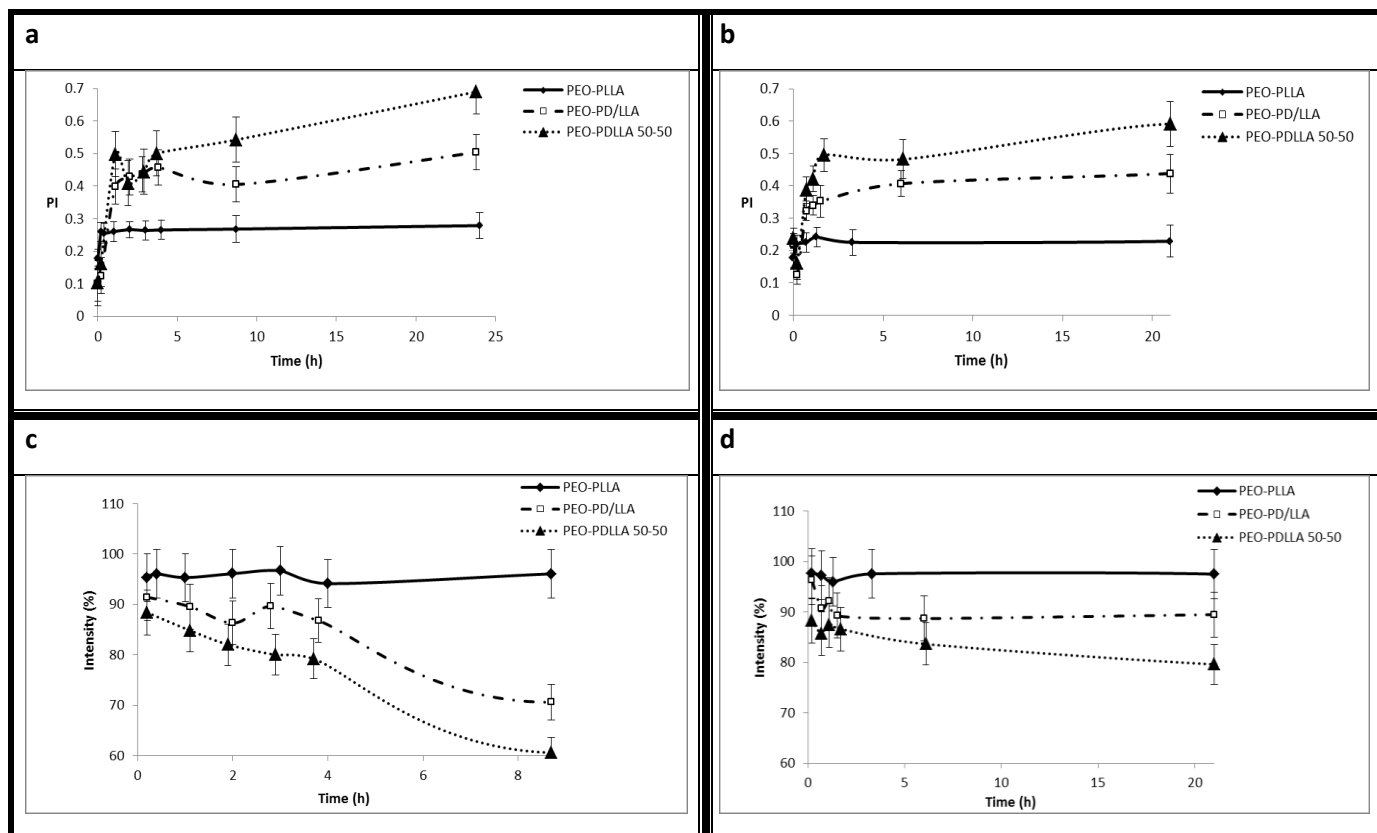 a
PEO-PLLA
PEO-PD/LLA
PEO-PDLLA 50-50
0.7
0.6
0.5
0.4
0.3
0.2
0.1
0
PI
0 5 10 15 20 25
Time (h)
b
PEO-PLLA
PEO-PD/LLA
PEO-PDLLA 50-50
0.7
0.6
0.5
0.4
0.3
0.2
0.1
0
PI
0 5 10 15 20
Time (h)
c
PEO-PLLA
PEO-PD/LLA
PEO-PDLLA 50-50
110
100
90
80
70
60
Intensity (%)
0 2 4 6 8
Time (h)
d
PEO-PLLA
PEO-PD/LLA
PEO-PDLLA 50-50
110
100
90
80
70
60
Intensity (%)
0 5 10 15 20
Time (h)